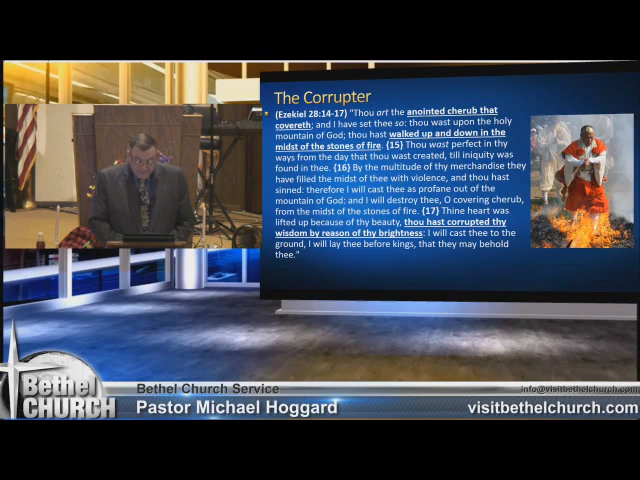 The Corrupter
(Ezekiel 28:14-17) "Thou art the anointed cherub that
covereth; and I have set thee so: thou wast upon the holy
mountain of God; thou hast walked up and down in the
midst of the stones of fire. {15} Thou wast perfect in thy
ways from the day that thou wast created, till iniquity was
found in thee. {16} By the multitude of thy merchandise they
have filled the midst of thee with violence, and thou hast
sinned: therefore I will cast thee as profane out of the
mountain of God: and I will destroy thee, O covering cherub,
from the midst of the stones of fire. {17} Thine heart was
lifted up because of thy beauty, thou hast corrupted thy
wisdom by reason of thy brightness: I will cast thee to the
ground, I will lay thee before kings, that they may behold
thee."
Bethel
CHURCH
Bethel Church Service
info@visitbethelchurch.com
Pastor Michael Hoggard
visitbethelchurch.com